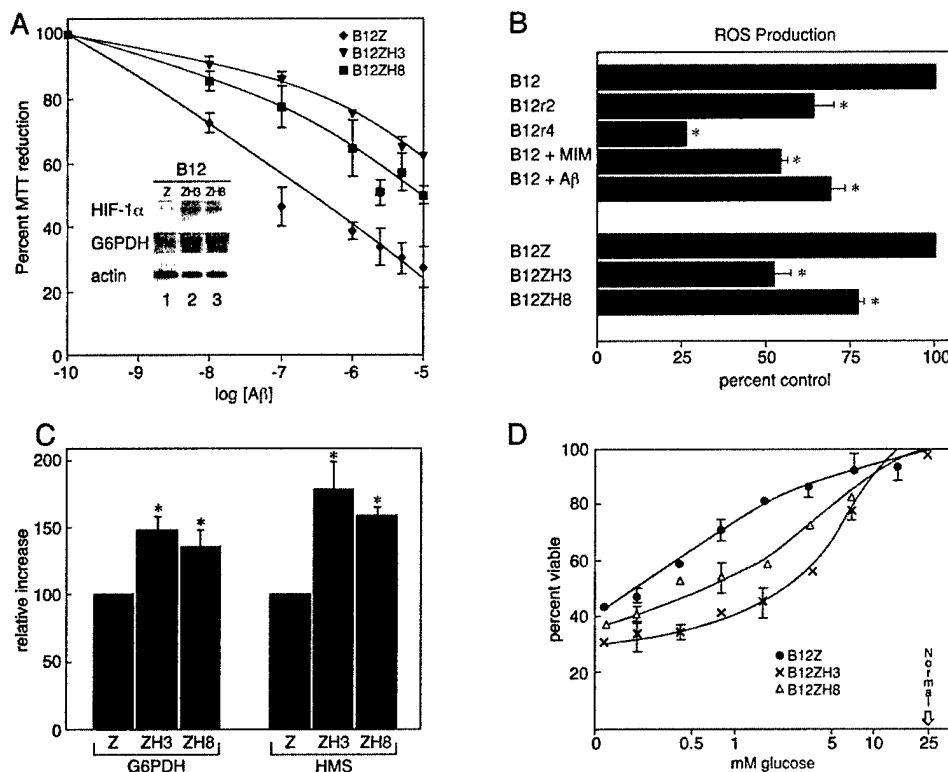 A
100
80
60
40
20
0
Percent MTT reduction
B12Z
B12ZH3
B12ZH8
B12
Z ZH3 ZH8
HIF-1α
G6PDH
actin
1 2 3
-10 -9 -8 -7 -6 -5
log [Aβ]
B
ROS Production
B12
B12r2 *
B12r4 *
B12 + MIM *
B12 + Aβ *
B12Z
B12ZH3 *
B12ZH8 *
0 25 50 75 100
percent control
C
200
150
100
50
0
relative increase
* * * *
Z ZH3 ZH8 Z ZH3 ZH8
G6PDH HMS
D
100
80
60
40
20
percent viable
B12Z
B12ZH3
B12ZH8
Normal
0 0.5 1 5 10 25
mM glucose